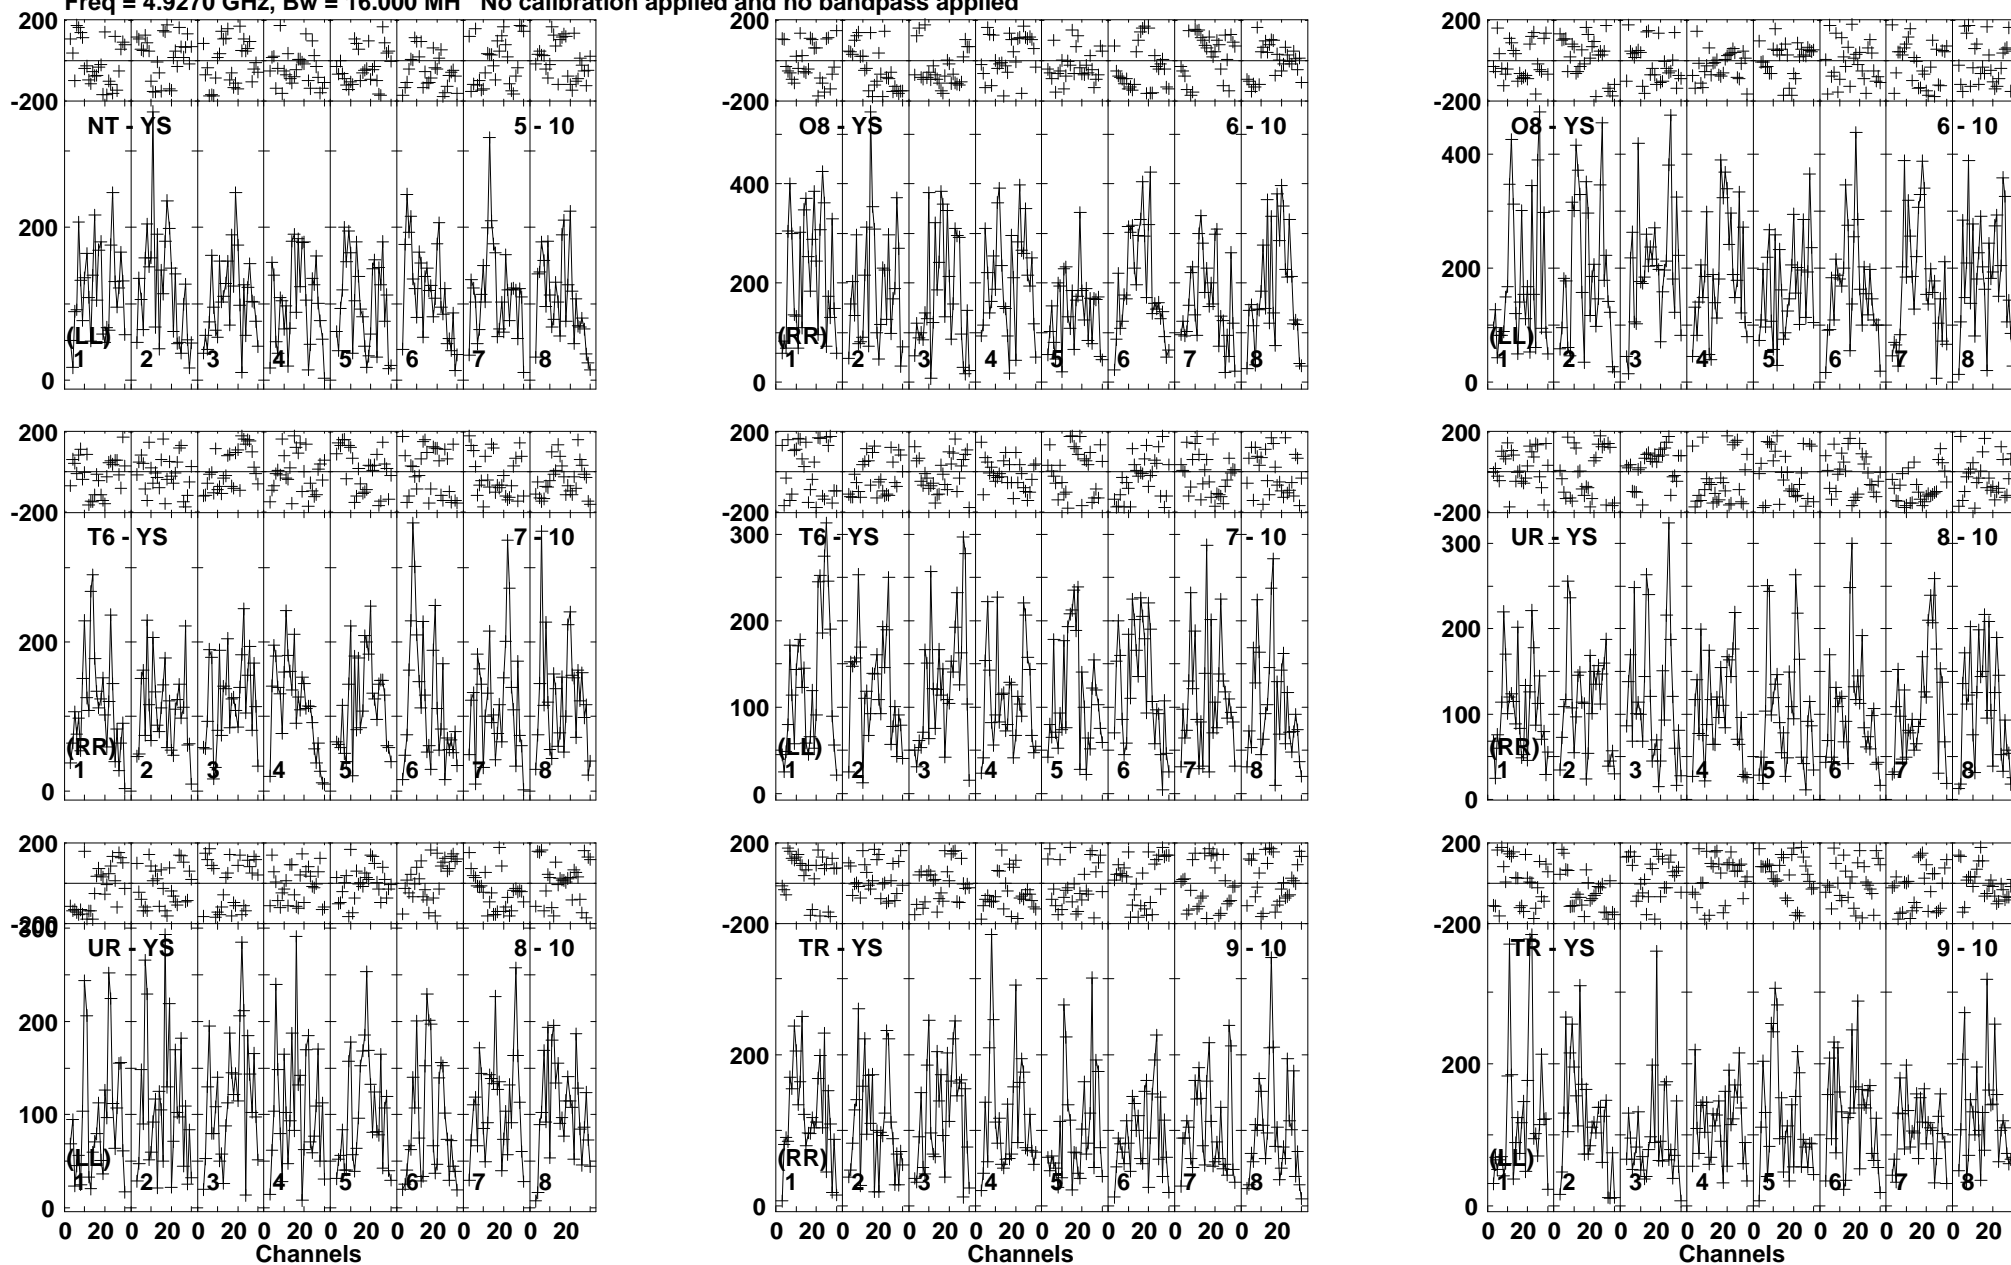 Freq = 4.9270 GHz, Bw = 16.000 MH No calibration applied and no bandpass applied
200 200 200
-200 -200 -200
NT - YS 5 - 10 O8 - YS 6 - 10 O8 - YS 6 - 10
400 400
200 200 200
(LL) (RR) (LL)
1 2 3 4 5 6 7 8 1 2 3 4 5 6 7 8 1 2 3 4 5 6 7 8
0 0 0
200 200 200
-200 -200 -200
T6 - YS 7 - 10 T6 - YS 7 - 10 UR - YS 8 - 10
300 300
200 200 200
100 100
(RR) (LL) (RR)
1 2 3 4 5 6 7 8 1 2 3 4 5 6 7 8 1 2 3 4 5 6 7 8
0 0 0
200 200 200
-200 -200 -200
300
UR - YS 8 - 10 TR - YS 9 - 10 TR - YS 9 - 10
200 200 200
100
(LL) (RR) (LL)
1 2 3 4 5 6 7 8 1 2 3 4 5 6 7 8 1 2 3 4 5 6 7 8
0 0 0
0 20 0 20 0 20 0 20 0 20 0 20 0 20 0 20 0 20 0 20 0 20 0 20 0 20 0 20 0 20 0 20 0 20 0 20 0 20 0 20 0 20 0 20 0 20 0 20
Channels Channels Channels